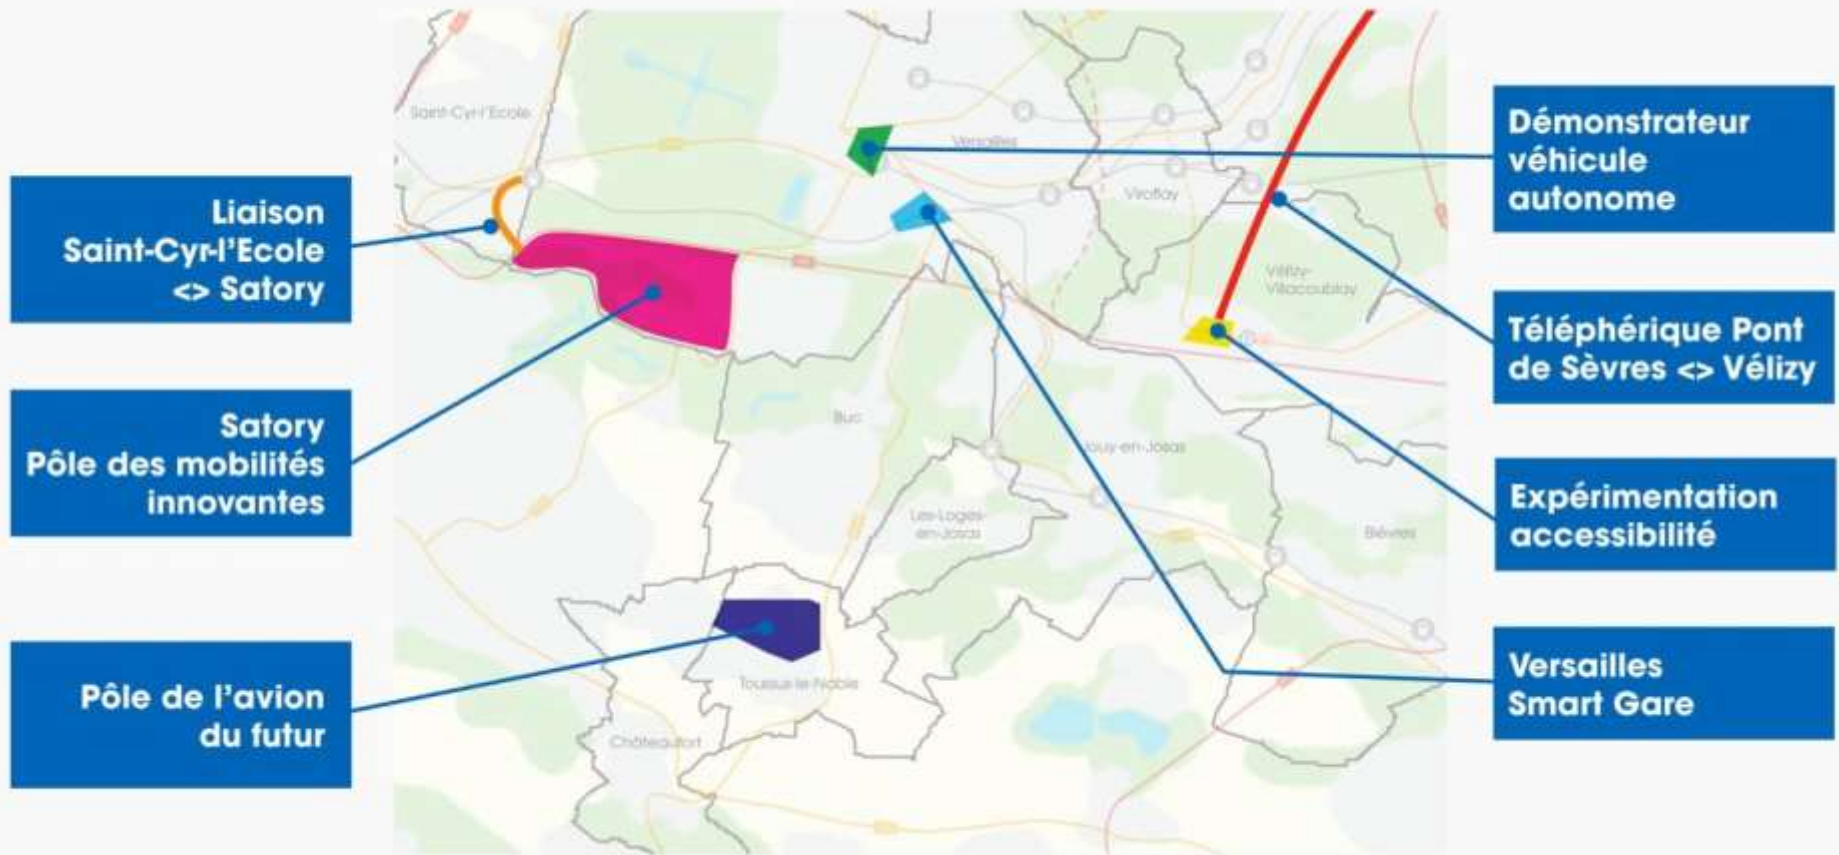 Liaison
Saint-Cyr-l'Ecole
<> Satory
Satory
Pôle des mobilités
innovantes
Pôle de l'avion
du futur
Saint-Cyr-l'Ecole
Versailles
Viroflay
Vélizy-
Villacoublay
Buc
Jouy-en-Josas
Les-Loges-
en-Josas
Bièvres
Toussus-le-Noble
Châteaufort
Démonstrateur
véhicule
autonome
Téléphérique Pont
de Sèvres <> Vélizy
Expérimentation
accessibilité
Versailles
Smart Gare